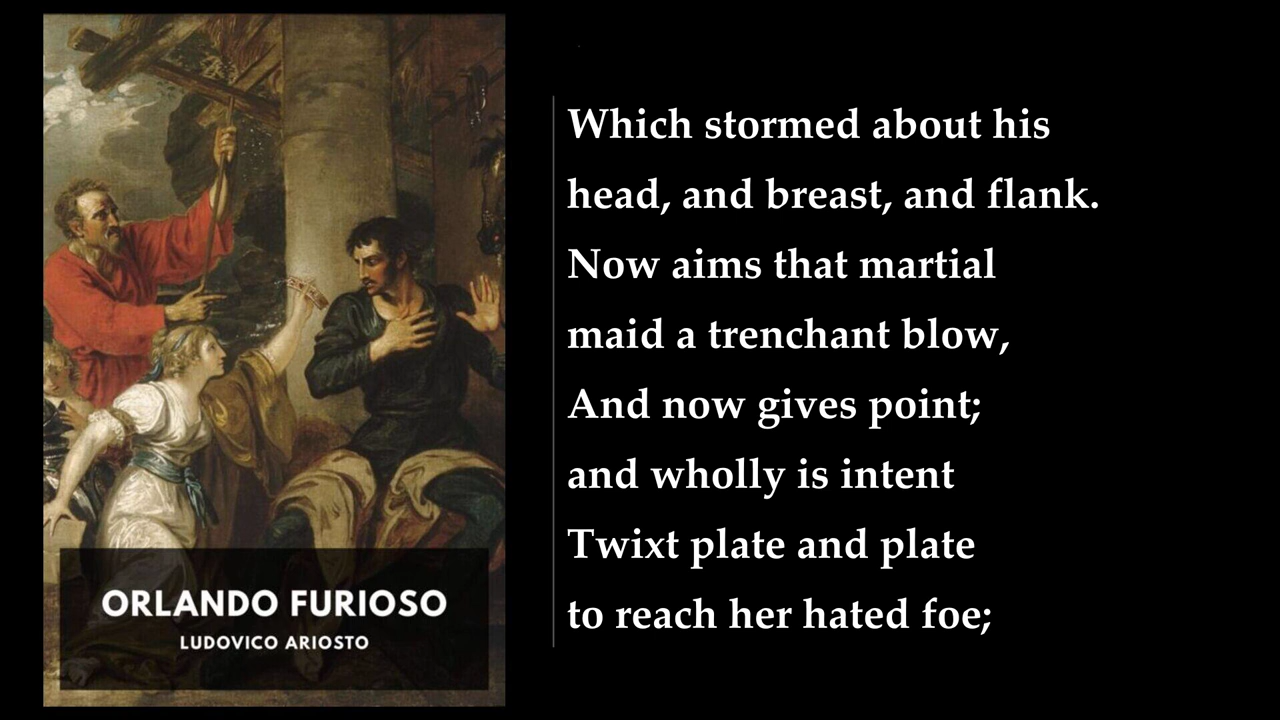 Which stormed about his
head, and breast, and flank.
Now aims that martial
maid a trenchant blow,
And now gives point;
and wholly is intent
Twixt plate and plate
to reach her hated foe;
ORLANDO FURIOSO
LUDOVICO ARIOSTO